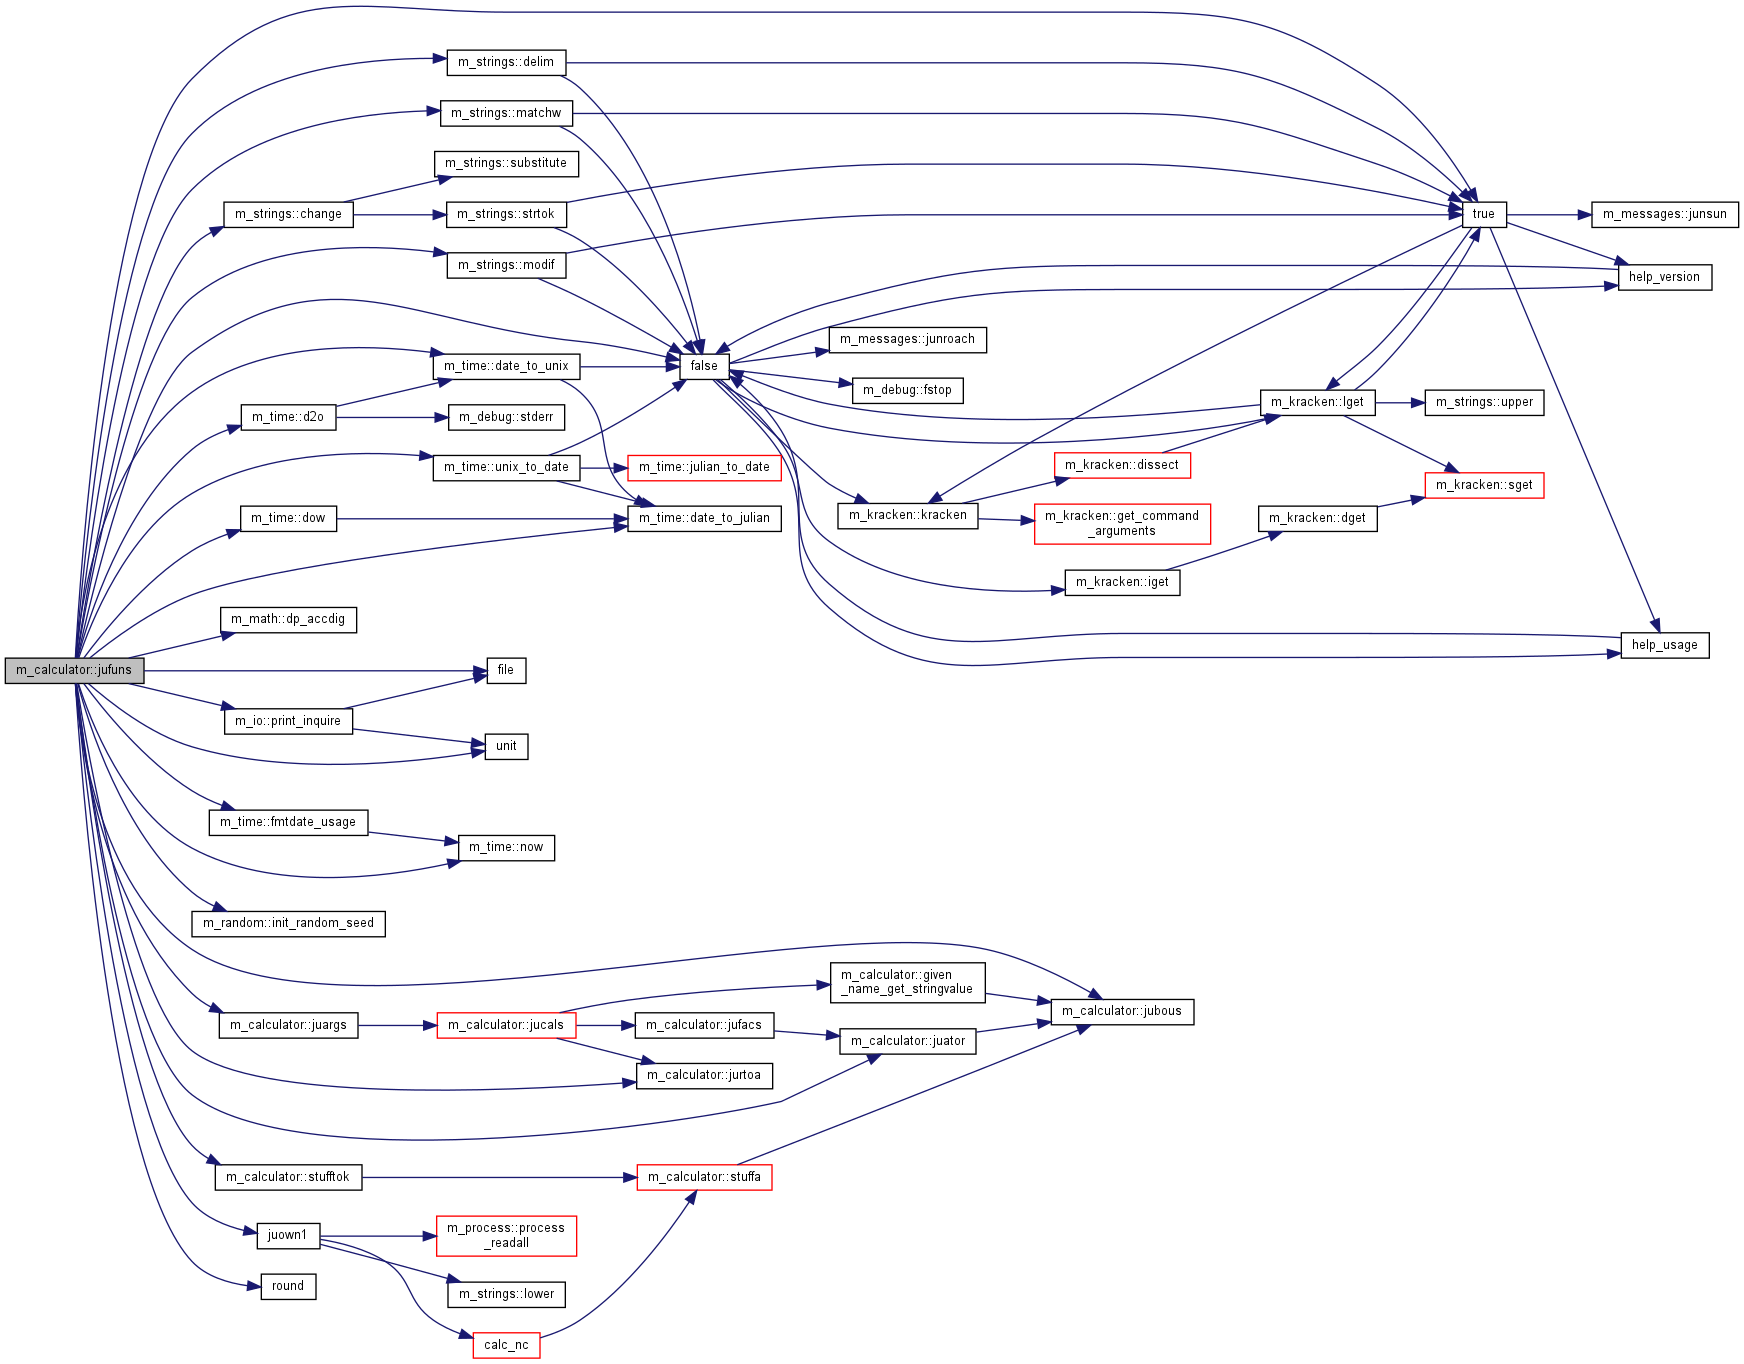 m_strings::delim
m_strings::matchw
m_strings::substitute
m_strings::change
m_strings::strtok
true
m_messages::junsun
m_strings::modif
help_version
m_messages::junroach
m_time::date_to_unix
false
m_debug::fstop
m_time::d2o
m_debug::stderr
m_kracken::lget
m_strings::upper
m_time::unix_to_date
m_time::julian_to_date
m_kracken::dissect
m_kracken::sget
m_time::dow
m_time::date_to_julian
m_kracken::kracken
m_kracken::get_command
_arguments
m_kracken::dget
m_kracken::iget
m_math::dp_accdig
help_usage
m_calculator::jufuns
file
m_io::print_inquire
unit
m_time::fmtdate_usage
m_time::now
m_random::init_random_seed
m_calculator::given
_name_get_stringvalue
m_calculator::jubous
m_calculator::juargs
m_calculator::jucals
m_calculator::jufacs
m_calculator::juator
m_calculator::jurtoa
m_calculator::stufftok
m_calculator::stuffa
juown1
m_process::process
_readall
round
m_strings::lower
calc_nc